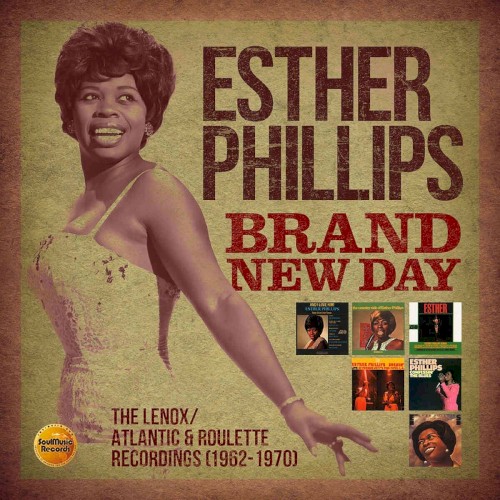 ESTHER
PHILLIPS
BRAND
NEW DAY
ESTHER
ESTHER
PHILLIPS
THE LENOX/
ATLANTIC & ROULETTE
RECORDINGS (1962-1970)
SoulMusic
Records